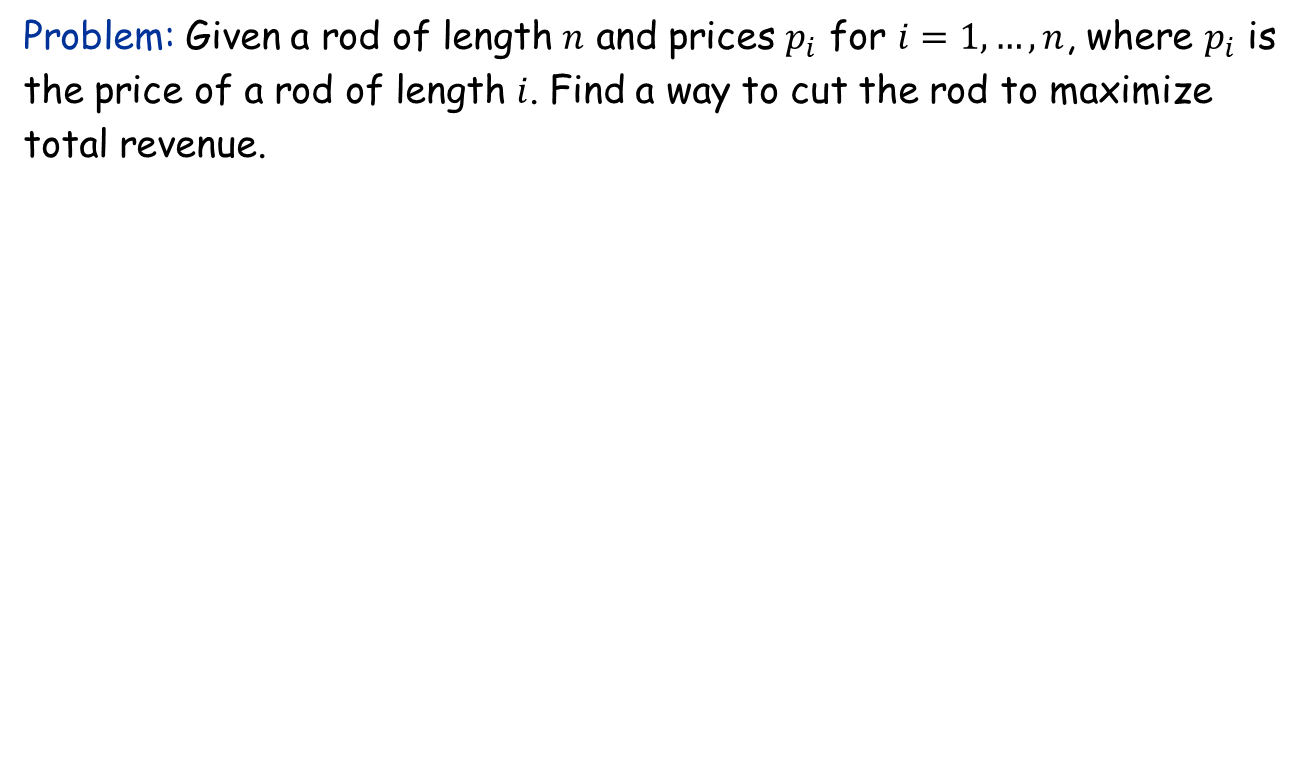 Problem: Given a rod of length n and prices pᵢ for i = 1, … , n, where pᵢ is
the price of a rod of length i. Find a way to cut the rod to maximize
total revenue.